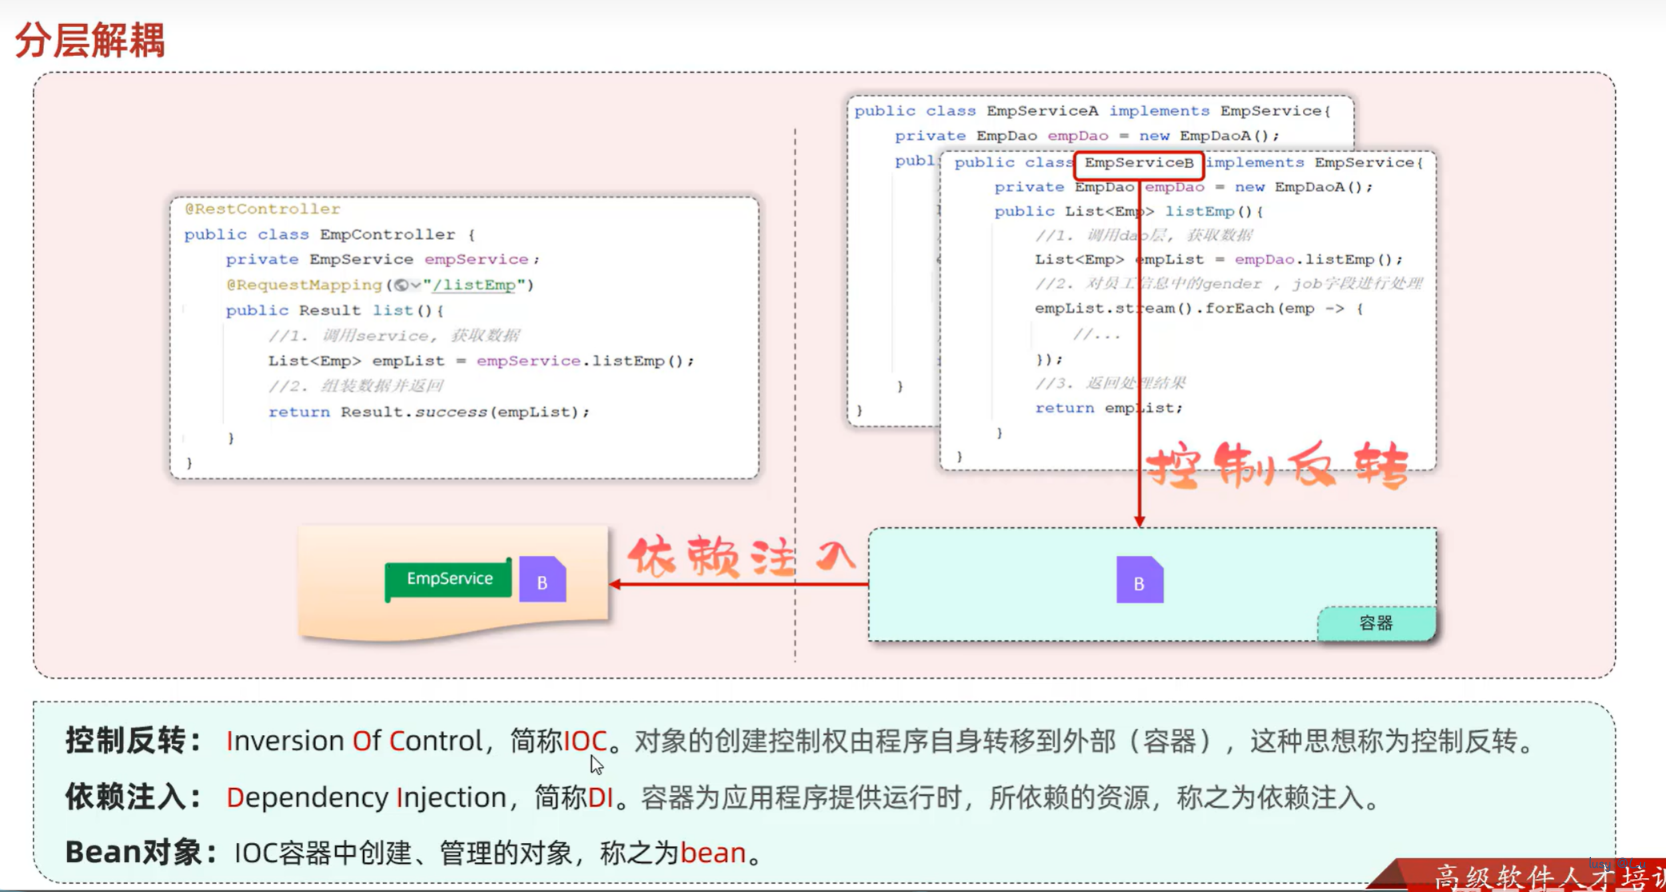 分层解耦
@RestController
public class EmpController {
private EmpService empService;
@RequestMapping("/listEmp")
public Result list(){
//1. 调用service, 获取数据
List<Emp> empList = empService.listEmp();
//2. 组装数据并返回
return Result.success(empList);
}
}
public class EmpServiceA implements EmpService{
private EmpDao empDao = new EmpDaoA();
publ
}
}
public class EmpServiceB implements EmpService{
private EmpDao empDao = new EmpDaoA();
public List<Emp> listEmp(){
//1. 调用dao层, 获取数据
List<Emp> empList = empDao.listEmp();
//2. 对员工信息中的gender , job字段进行处理
empList.stream().forEach(emp -> {
//...
});
//3. 返回处理结果
return empList;
}
}
控制反转
依赖注入
EmpService
B
B
容器
控制反转： Inversion Of Control，简称IOC。对象的创建控制权由程序自身转移到外部（容器），这种思想称为控制反转。
依赖注入： Dependency Injection，简称DI。容器为应用程序提供运行时，所依赖的资源，称之为依赖注入。
Bean对象： IOC容器中创建、管理的对象，称之为bean。
高级软件人才培训